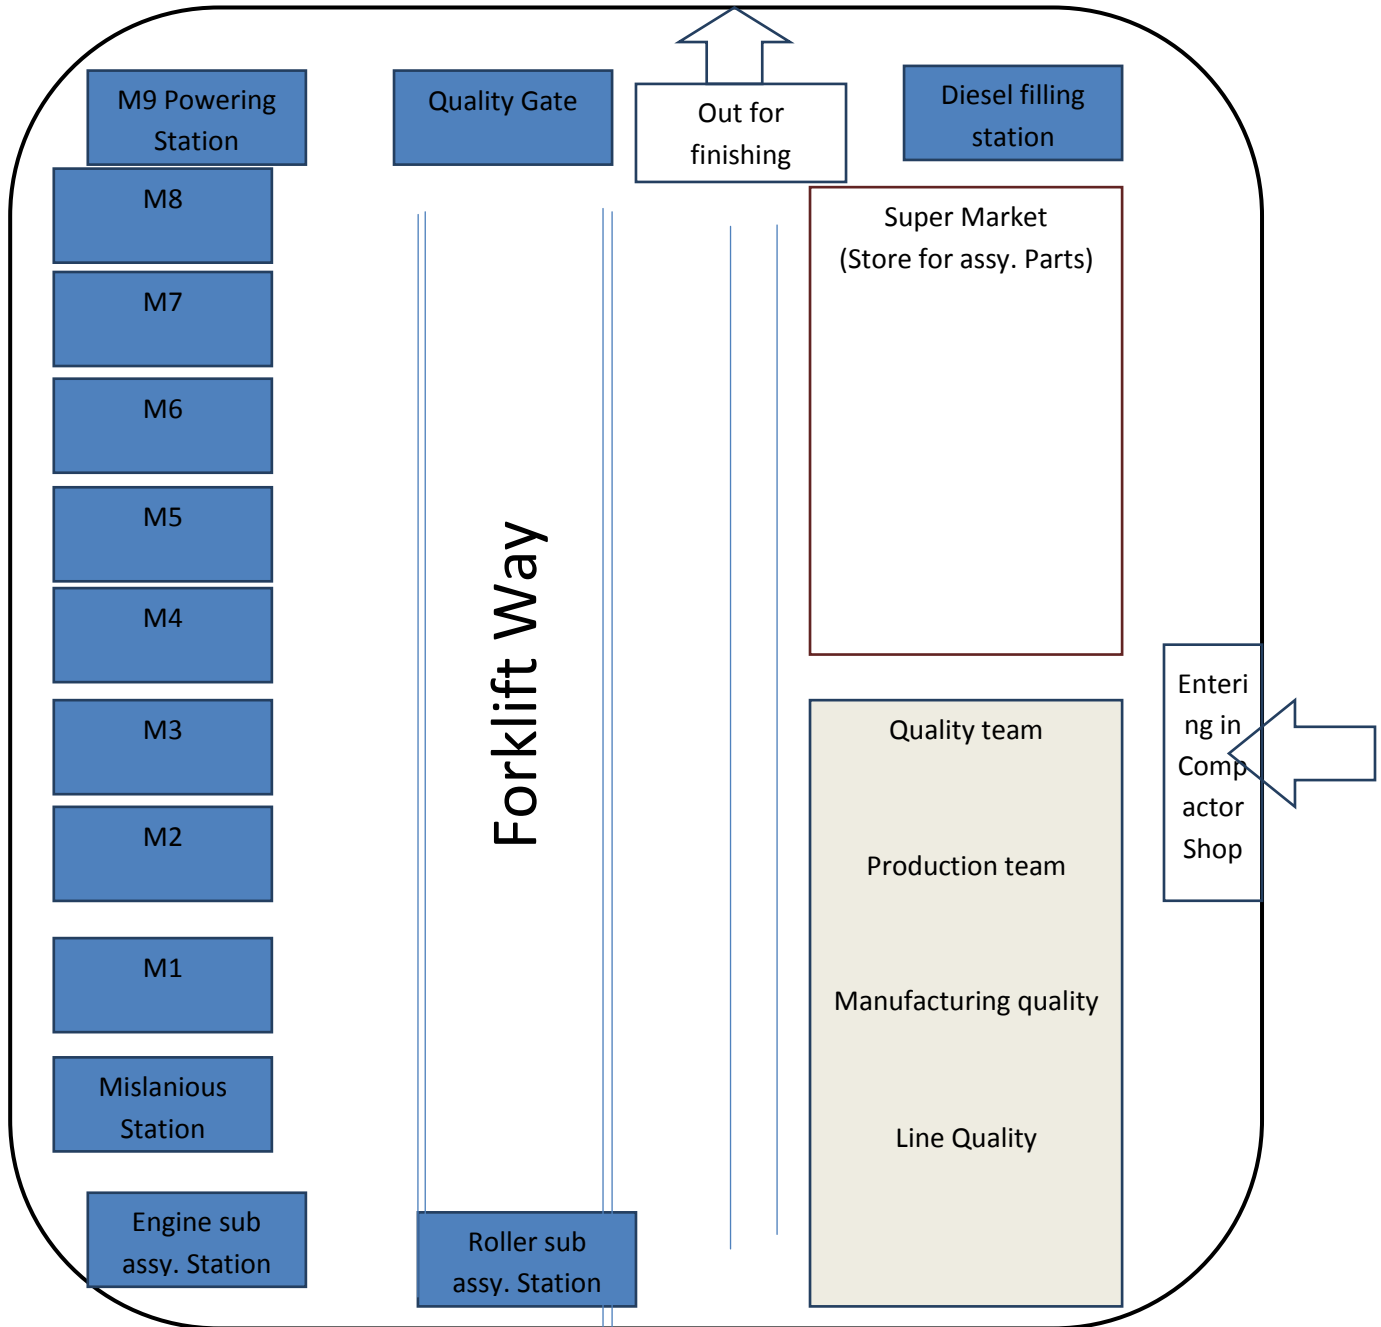 M9 Powering
Station
Quality Gate
Out for
finishing
Diesel filling
station
M8
M7
M6
M5
M4
M3
M2
M1
Mislanious
Station
Engine sub
assy. Station
Forklift Way
Roller sub
assy. Station
Super Market
(Store for assy. Parts)
Quality team
Production team
Manufacturing quality
Line Quality
Enteri
ng in
Comp
actor
Shop